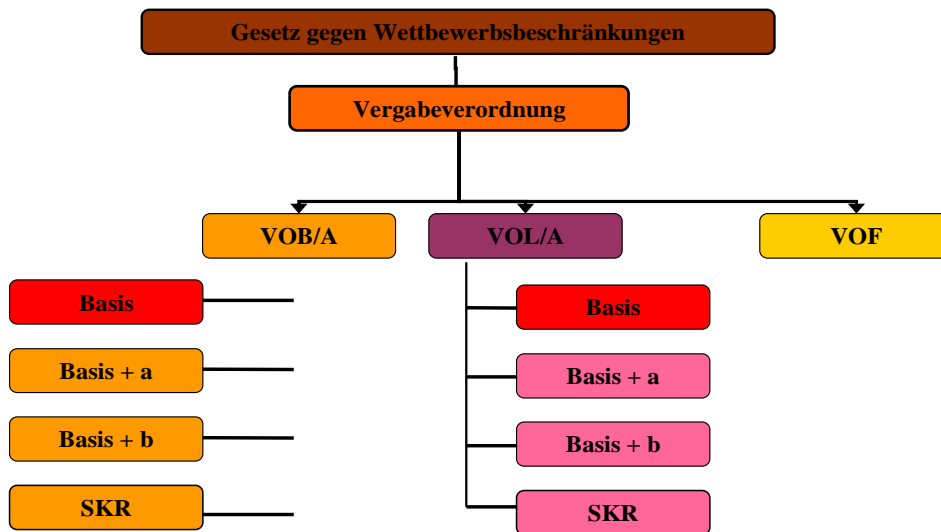 Gesetz gegen Wettbewerbsbeschränkungen
Vergabeverordnung
VOB/A
VOL/A
VOF
Basis
Basis
Basis + a
Basis + a
Basis + b
Basis + b
SKR
SKR